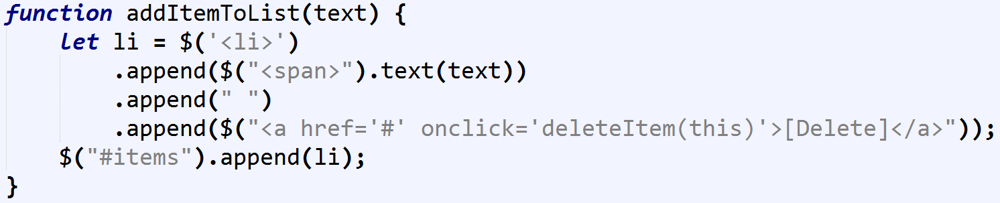 function addItemToList(text) {
    let li = $('<li>')
        .append($("<span>").text(text))
        .append(" ")
        .append($("<a href='#' onclick='deleteItem(this)'>[Delete]</a>"));
    $("#items").append(li);
}